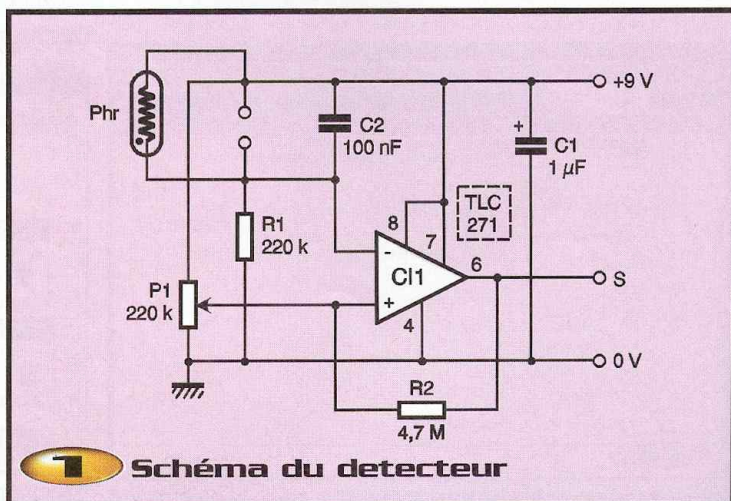 +9 V
Phr
C2
100 nF
+
C1
1 µF
TLC
271
R1
220 k
8
7
-
CI1
6
S
P1
220 k
+
4
0 V
R2
4,7 M
1 Schéma du detecteur